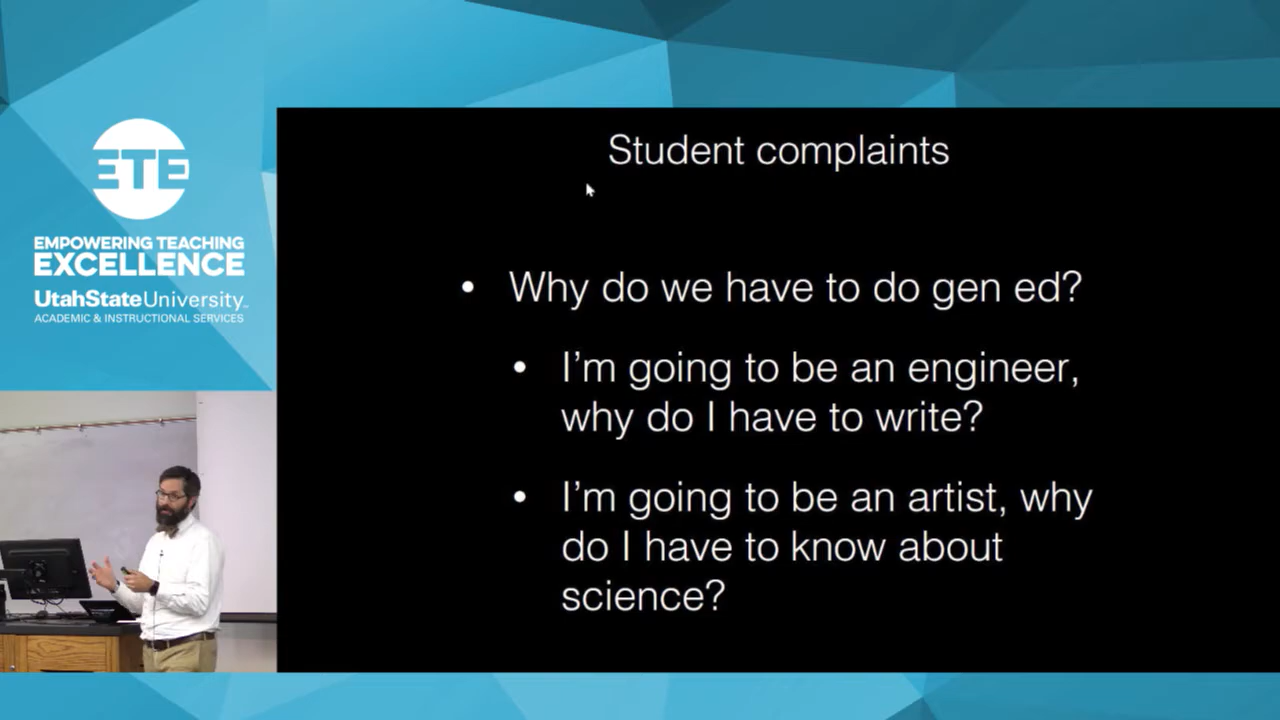 ETE
EMPOWERING TEACHING
EXCELLENCE
UtahStateUniversity
ACADEMIC & INSTRUCTIONAL SERVICES
Student complaints
• Why do we have to do gen ed?
• I'm going to be an engineer,
why do I have to write?
• I'm going to be an artist, why
do I have to know about
science?